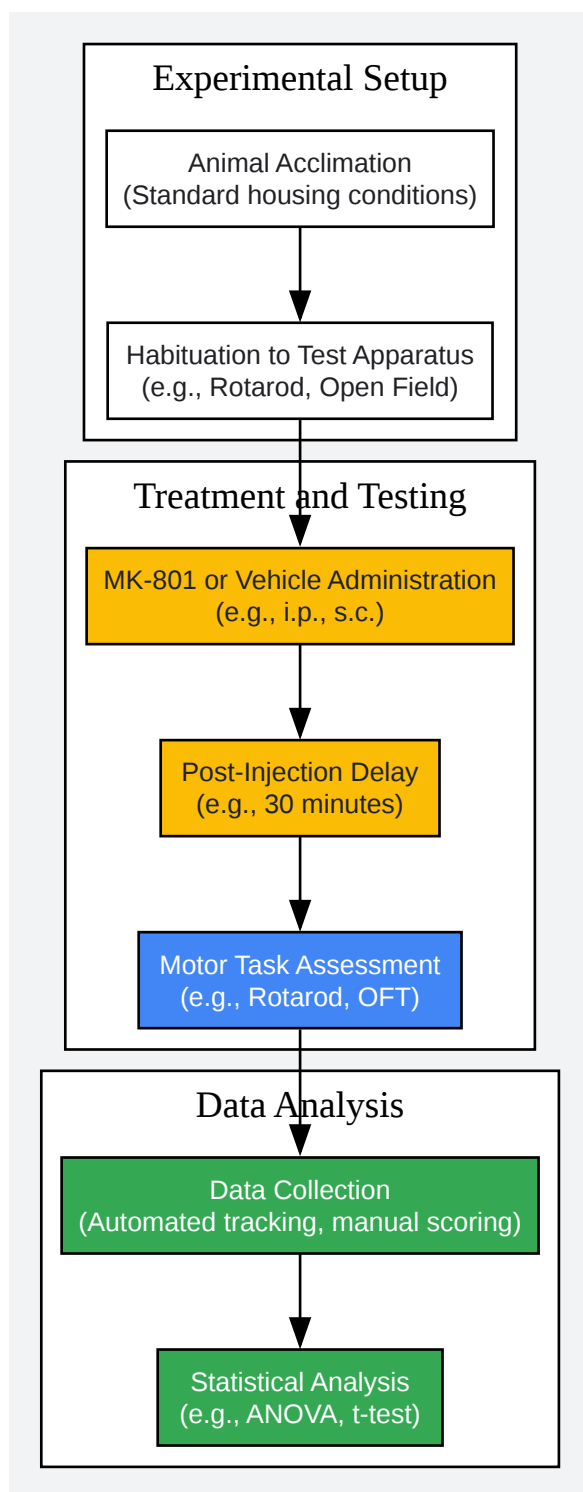 Experimental Setup
Animal Acclimation
(Standard housing conditions)
Habituation to Test Apparatus
(e.g., Rotarod, Open Field)
Treatment and Testing
MK-801 or Vehicle Administration
(e.g., i.p., s.c.)
Post-Injection Delay
(e.g., 30 minutes)
Motor Task Assessment
(e.g., Rotarod, OFT)
Data Analysis
Data Collection
(Automated tracking, manual scoring)
Statistical Analysis
(e.g., ANOVA, t-test)